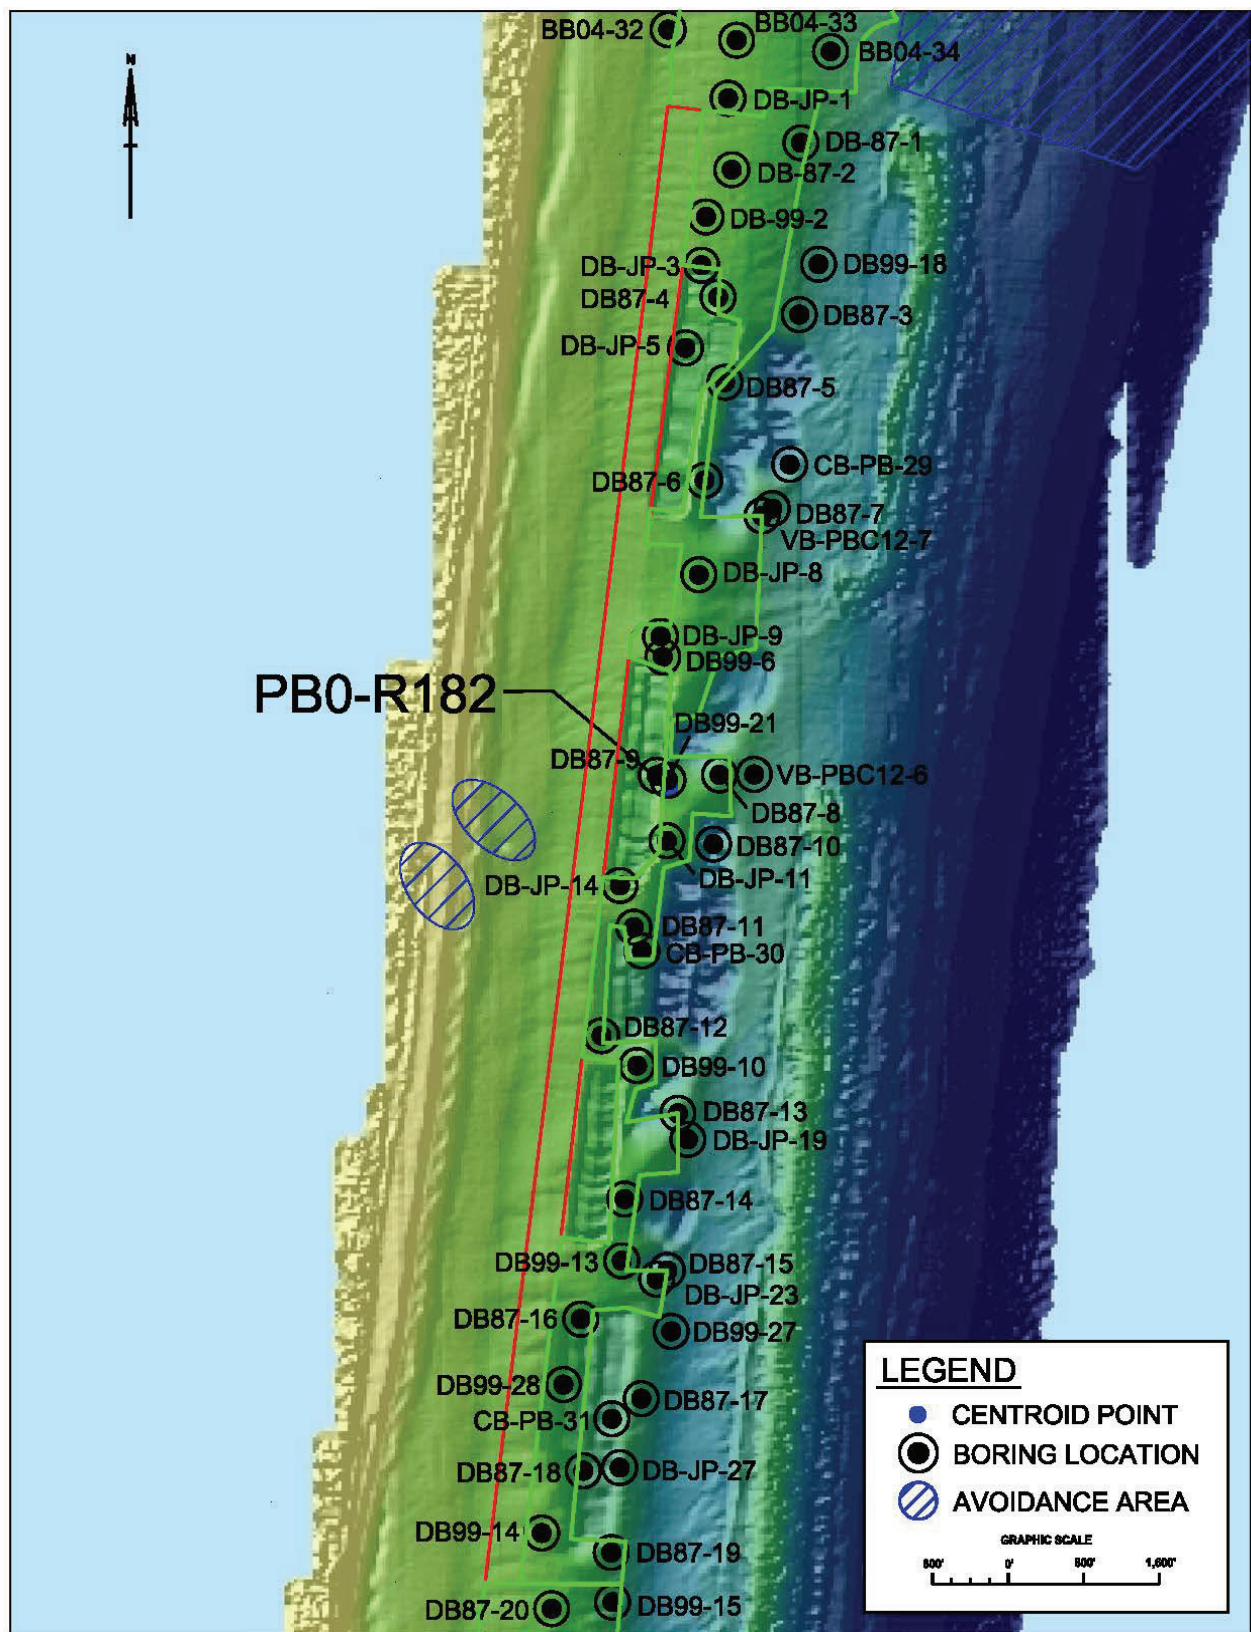 N
BB04-32
BB04-33
BB04-34
DB-JP-1
DB-87-1
DB-87-2
DB-99-2
DB-JP-3
DB99-18
DB87-4
DB87-3
DB-JP-5
DB87-5
CB-PB-29
DB87-6
DB87-7
VB-PBC12-7
DB-JP-8
DB-JP-9
DB99-6
PB0-R182
DB99-21
DB87-9
VB-PBC12-6
DB87-8
DB87-10
DB-JP-11
DB-JP-14
DB87-11
CB-PB-30
DB87-12
DB99-10
DB87-13
DB-JP-19
DB87-14
DB99-13
DB87-15
DB-JP-23
DB87-16
DB99-27
DB99-28
DB87-17
CB-PB-31
DB87-18
DB-JP-27
DB99-14
DB87-19
DB87-20
DB99-15
LEGEND
CENTROID POINT
BORING LOCATION
AVOIDANCE AREA
GRAPHIC SCALE
800' 0' 800' 1,600'